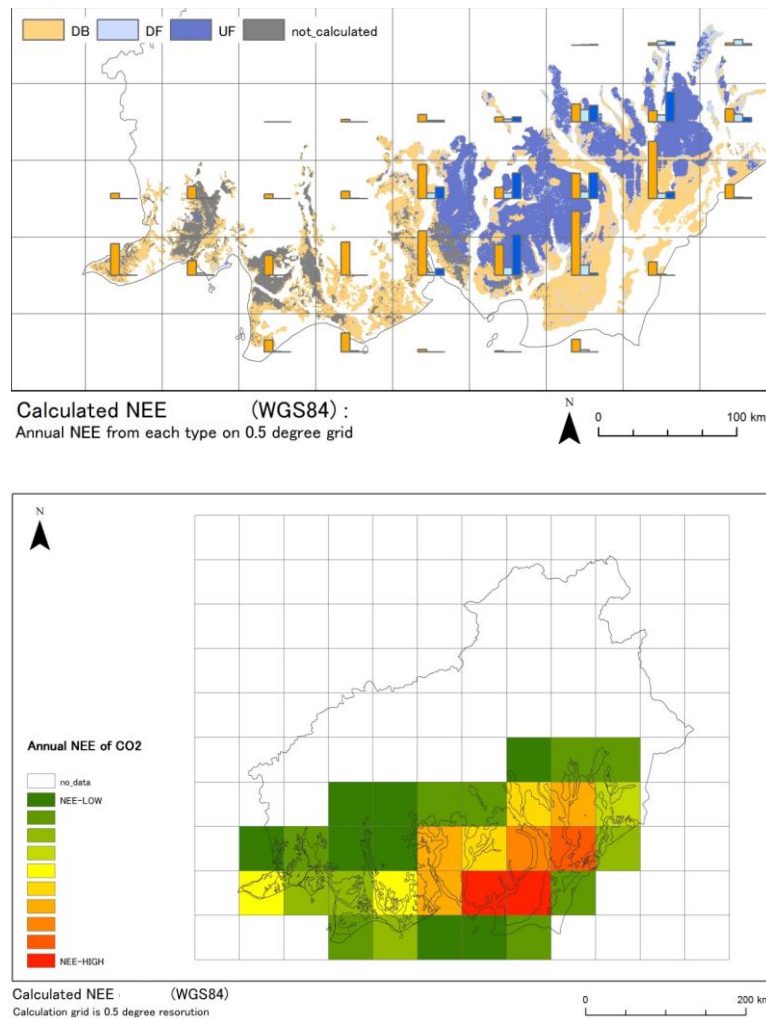 DB DF UF not_calculated
Calculated NEE (WGS84) :
Annual NEE from each type on 0.5 degree grid
N
0 100 km
N
Annual NEE of CO2
no_data
NEE-LOW
NEE-HIGH
Calculated NEE (WGS84)
Calculation grid is 0.5 degree resorution
0 200 km